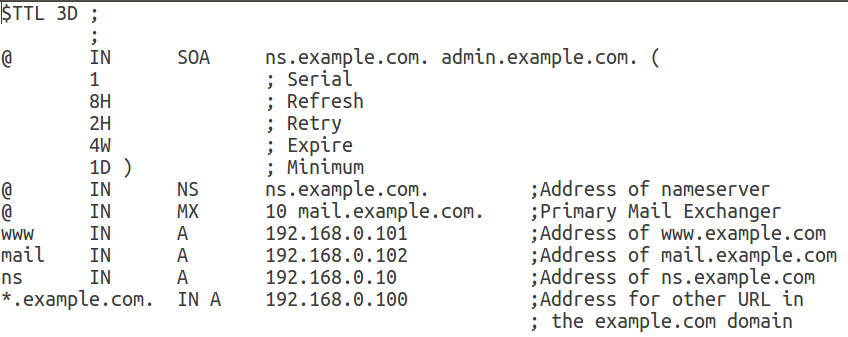 $TTL 3D ;
        ;
@       IN      SOA     ns.example.com. admin.example.com. (
        1               ; Serial
        8H              ; Refresh
        2H              ; Retry
        4W              ; Expire
        1D )            ; Minimum
@       IN      NS      ns.example.com.         ;Address of nameserver
@       IN      MX      10 mail.example.com.    ;Primary Mail Exchanger
www     IN      A       192.168.0.101           ;Address of www.example.com
mail    IN      A       192.168.0.102           ;Address of mail.example.com
ns      IN      A       192.168.0.10            ;Address of ns.example.com
*.example.com.  IN A    192.168.0.100           ;Address for other URL in
                                                ; the example.com domain